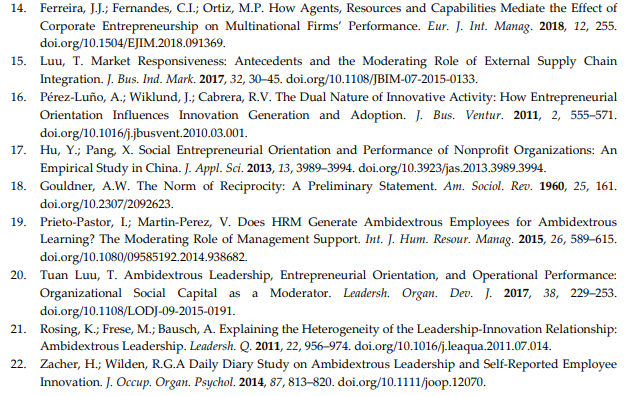 14. Ferreira, J.J.; Fernandes, C.I.; Ortiz, M.P. How Agents, Resources and Capabilities Mediate the Effect of
Corporate Entrepreneurship on Multinational Firms' Performance. Eur. J. Int. Manag. 2018, 12, 255.
doi.org/10.1504/EJIM.2018.091369.
15. Luu, T. Market Responsiveness: Antecedents and the Moderating Role of External Supply Chain
Integration. J. Bus. Ind. Mark. 2017, 32, 30–45. doi.org/10.1108/JBIM-07-2015-0133.
16. Pérez-Luño, A.; Wiklund, J.; Cabrera, R.V. The Dual Nature of Innovative Activity: How Entrepreneurial
Orientation Influences Innovation Generation and Adoption. J. Bus. Ventur. 2011, 2, 555–571.
doi.org/10.1016/j.jbusvent.2010.03.001.
17. Hu, Y.; Pang, X. Social Entrepreneurial Orientation and Performance of Nonprofit Organizations: An
Empirical Study in China. J. Appl. Sci. 2013, 13, 3989–3994. doi.org/10.3923/jas.2013.3989.3994.
18. Gouldner, A.W. The Norm of Reciprocity: A Preliminary Statement. Am. Sociol. Rev. 1960, 25, 161.
doi.org/10.2307/2092623.
19. Prieto-Pastor, I.; Martin-Perez, V. Does HRM Generate Ambidextrous Employees for Ambidextrous
Learning? The Moderating Role of Management Support. Int. J. Hum. Resour. Manag. 2015, 26, 589–615.
doi.org/10.1080/09585192.2014.938682.
20. Tuan Luu, T. Ambidextrous Leadership, Entrepreneurial Orientation, and Operational Performance:
Organizational Social Capital as a Moderator. Leadersh. Organ. Dev. J. 2017, 38, 229–253.
doi.org/10.1108/LODJ-09-2015-0191.
21. Rosing, K.; Frese, M.; Bausch, A. Explaining the Heterogeneity of the Leadership-Innovation Relationship:
Ambidextrous Leadership. Leadersh. Q. 2011, 22, 956–974. doi.org/10.1016/j.leaqua.2011.07.014.
22. Zacher, H.; Wilden, R.G.A Daily Diary Study on Ambidextrous Leadership and Self-Reported Employee
Innovation. J. Occup. Organ. Psychol. 2014, 87, 813–820. doi.org/10.1111/joop.12070.